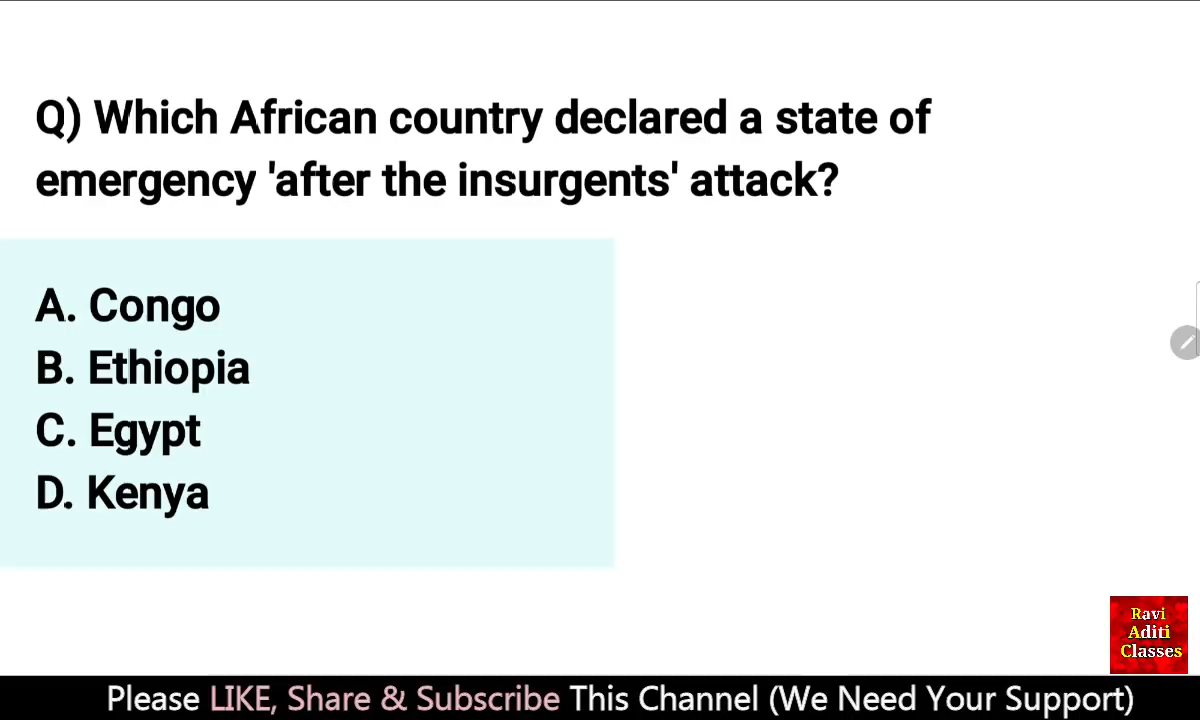 Q) Which African country declared a state of
emergency 'after the insurgents' attack?
A. Congo
B. Ethiopia
C. Egypt
D. Kenya
Ravi
Aditi
Classes
Please LIKE, Share & Subscribe This Channel (We Need Your Support)